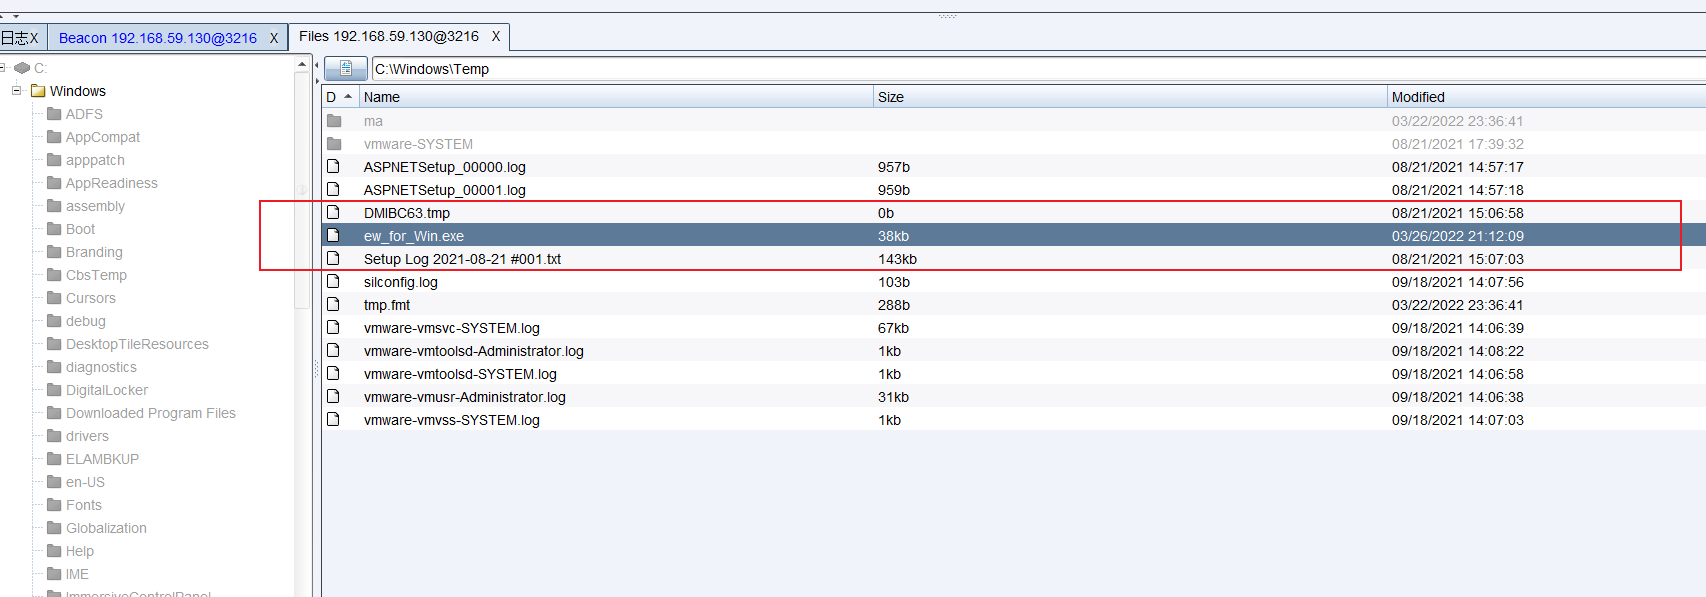 日志X Beacon 192.168.59.130@3216 X Files 192.168.59.130@3216 X
C:
Windows
ADFS
AppCompat
apppatch
AppReadiness
assembly
Boot
Branding
CbsTemp
Cursors
debug
DesktopTileResources
diagnostics
DigitalLocker
Downloaded Program Files
drivers
ELAMBKUP
en-US
Fonts
Globalization
Help
IME
ImmersiveControlPanel
C:\Windows\Temp
D Name Size Modified
ma 03/22/2022 23:36:41
vmware-SYSTEM 08/21/2021 17:39:32
ASPNETSetup_00000.log 957b 08/21/2021 14:57:17
ASPNETSetup_00001.log 959b 08/21/2021 14:57:18
DMIBC63.tmp 0b 08/21/2021 15:06:58
ew_for_Win.exe 38kb 03/26/2022 21:12:09
Setup Log 2021-08-21 #001.txt 143kb 08/21/2021 15:07:03
silconfig.log 103b 09/18/2021 14:07:56
tmp.fmt 288b 03/22/2022 23:36:41
vmware-vmsvc-SYSTEM.log 67kb 09/18/2021 14:06:39
vmware-vmtoolsd-Administrator.log 1kb 09/18/2021 14:08:22
vmware-vmtoolsd-SYSTEM.log 1kb 09/18/2021 14:06:58
vmware-vmusr-Administrator.log 31kb 09/18/2021 14:06:38
vmware-vmvss-SYSTEM.log 1kb 09/18/2021 14:07:03